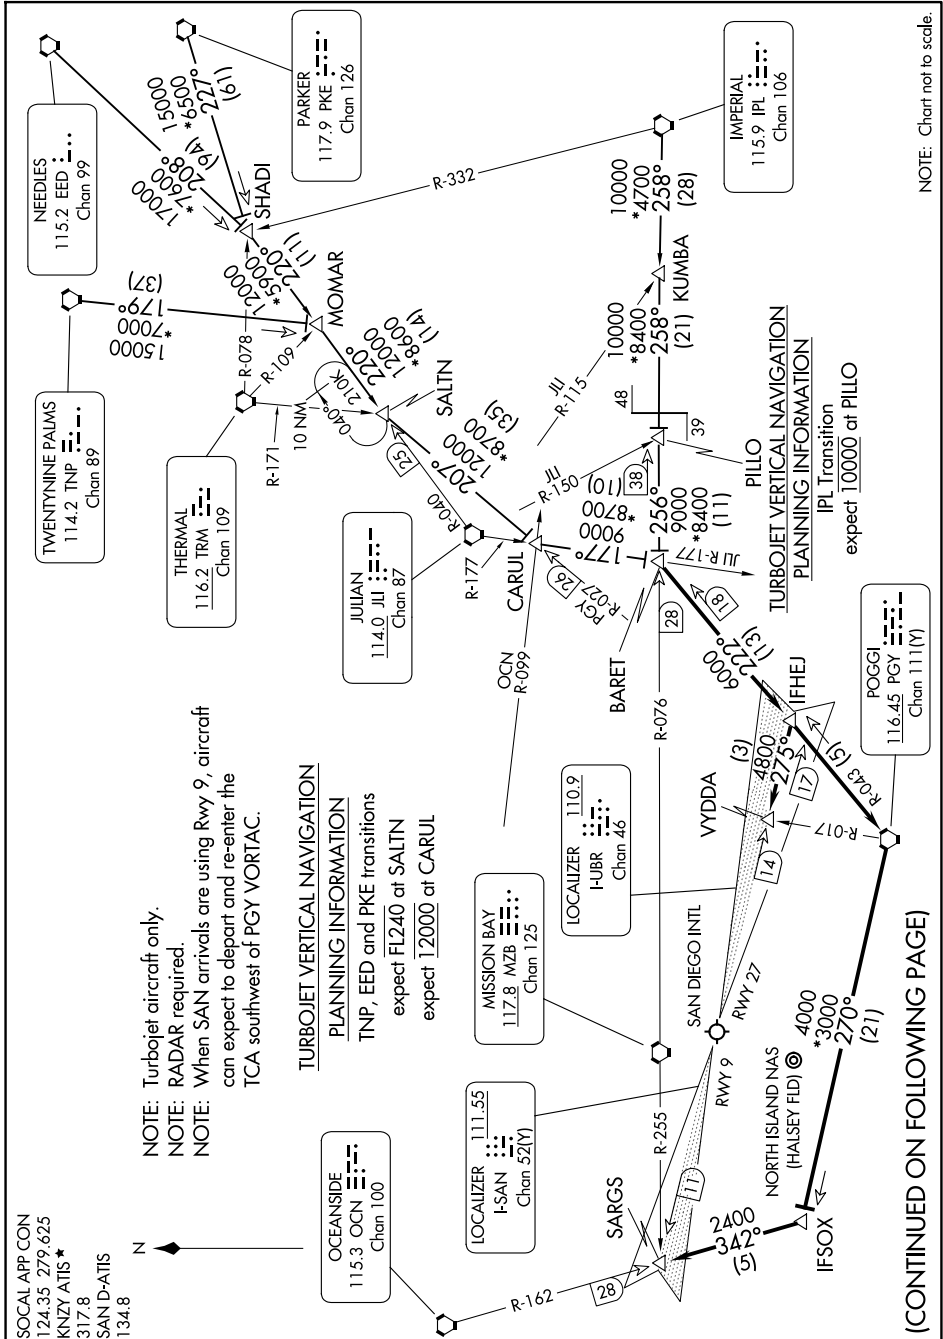 SOCAL APP CON
124.35 279.625
KNZY ATIS ★
317.8
SAN D-ATIS
134.8
N
NOTE: Turbojet aircraft only.
NOTE: RADAR required.
NOTE: When SAN arrivals are using Rwy 9, aircraft
can expect to depart and re-enter the
TCA southwest of PGY VORTAC.
TURBOJET VERTICAL NAVIGATION
PLANNING INFORMATION
TNP, EED and PKE transitions
expect FL240 at SALTN
expect 12000 at CARUL
TWENTYNINE PALMS
114.2 TNP
Chan 89
NEEDLES
115.2 EED
Chan 99
PARKER
117.9 PKE
Chan 126
THERMAL
116.2 TRM
Chan 109
JULIAN
114.0 JLI
Chan 87
IMPERIAL
115.9 IPL
Chan 106
OCEANSIDE
115.3 OCN
Chan 100
MISSION BAY
117.8 MZB
Chan 125
LOCALIZER 111.55
I-SAN
Chan 52(Y)
LOCALIZER 110.9
I-UBR
Chan 46
POGGI
116.45 PGY
Chan 111(Y)
15000
*7000
179°
(37)
17000
*7600
208°
(94)
15000
*6500
227°
(61)
SHADI
12000
*5900
220°
(11)
MOMAR
R-078
R-109
R-171
10 NM
040°
210K
220°
12000
*8600
(14)
SALTN
R-332
25
R-040
207°
12000
*8700
(35)
R-177
CARUL
OCN
R-099
JLI
R-115
JLI
R-150
26
PGY
R-027
177°
9000
*8700
(10)
38
10000
*4700
258°
(28)
KUMBA
10000
*8400
258°
(21)
48
39
PILLO
256°
9000
*8400
(11)
JLI R-177
BARET
28
R-076
TURBOJET VERTICAL NAVIGATION
PLANNING INFORMATION
IPL Transition
expect 10000 at PILLO
18
6000
222°
(13)
IFHEJ
(3)
4800
275°
VYDDA
17
14
R-017
R-043 (5)
SAN DIEGO INTL
RWY 27
RWY 9
NORTH ISLAND NAS
(HALSEY FLD)
4000
*3000
270°
(21)
R-255
SARGS
11
R-162
28
2400
342°
(5)
IFSOX
NOTE: Chart not to scale.
(CONTINUED ON FOLLOWING PAGE)